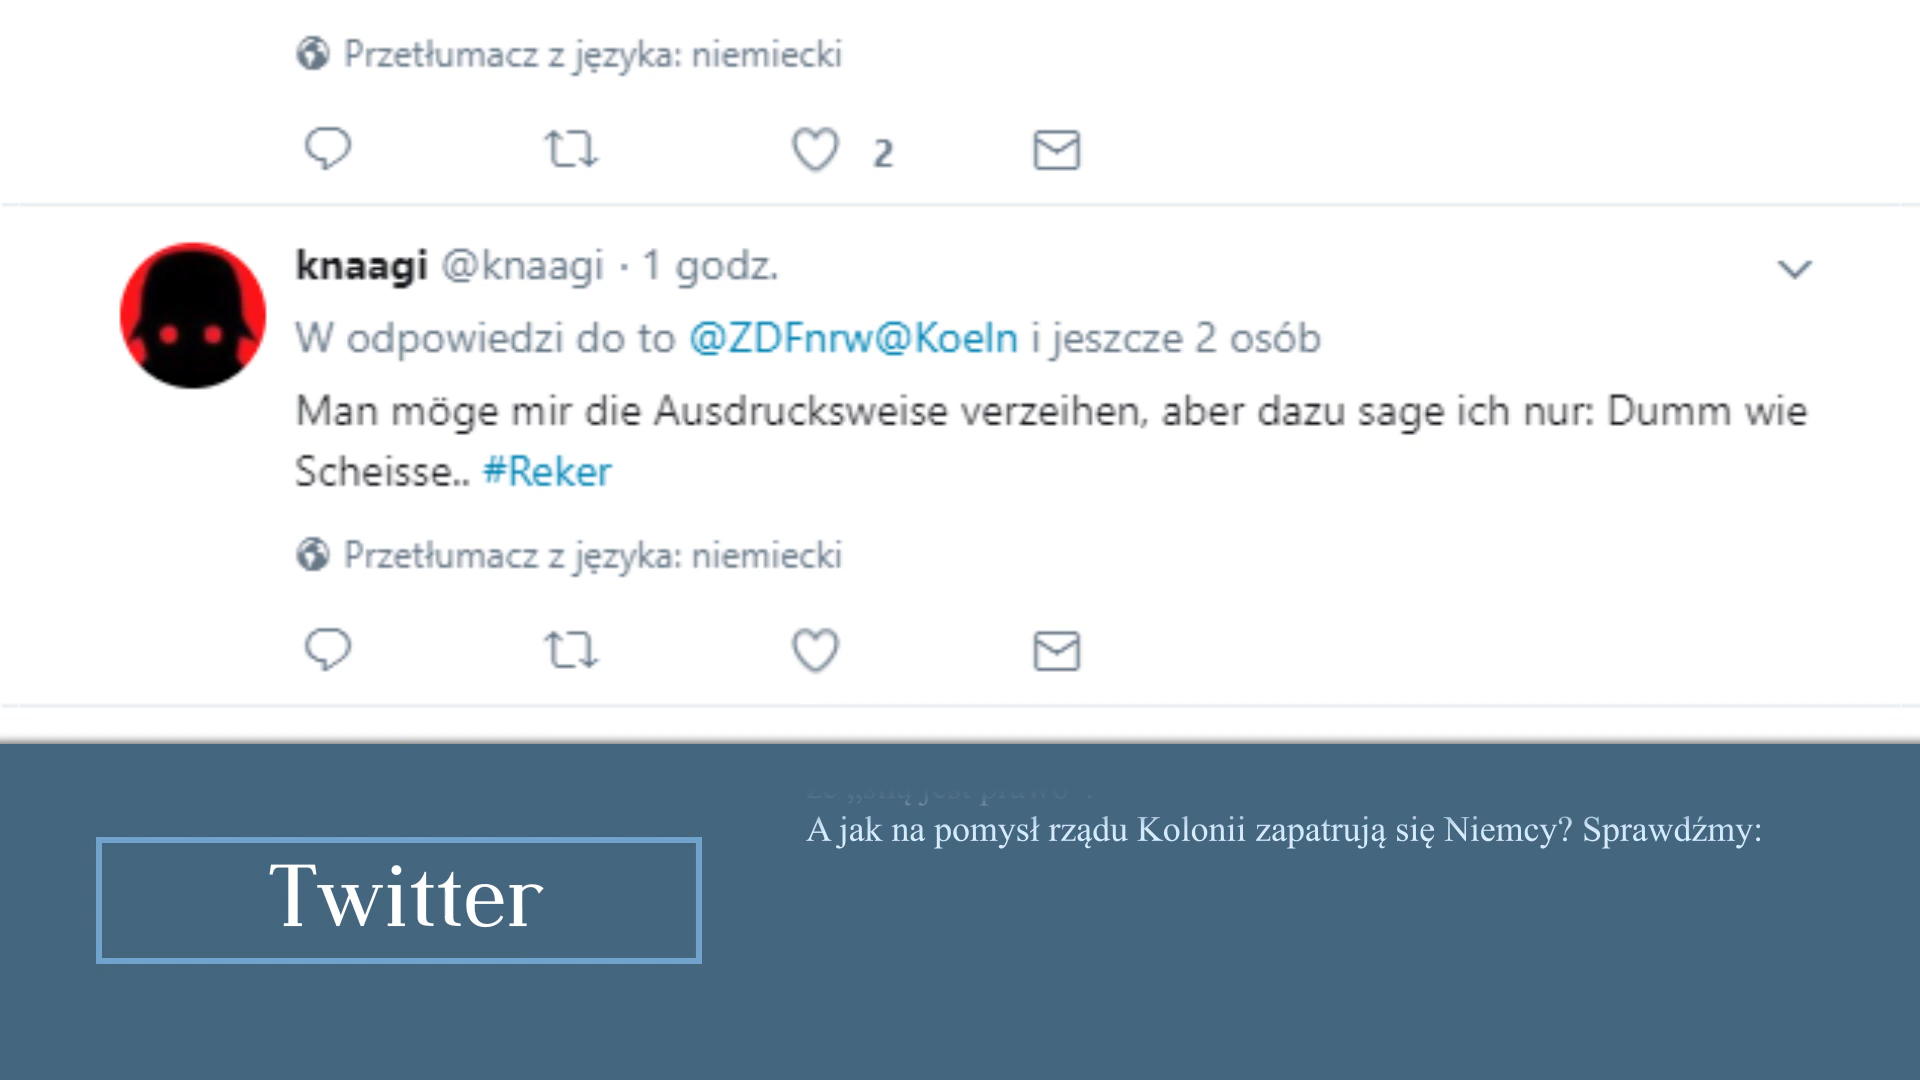 Przetłumacz z języka: niemiecki
2
knaagi @knaagi · 1 godz.
W odpowiedzi do to @ZDFnrw@Koeln i jeszcze 2 osób
Man möge mir die Ausdrucksweise verzeihen, aber dazu sage ich nur: Dumm wie
Scheisse.. #Reker
Przetłumacz z języka: niemiecki
Twitter
A jak na pomysł rządu Kolonii zapatrują się Niemcy? Sprawdźmy: